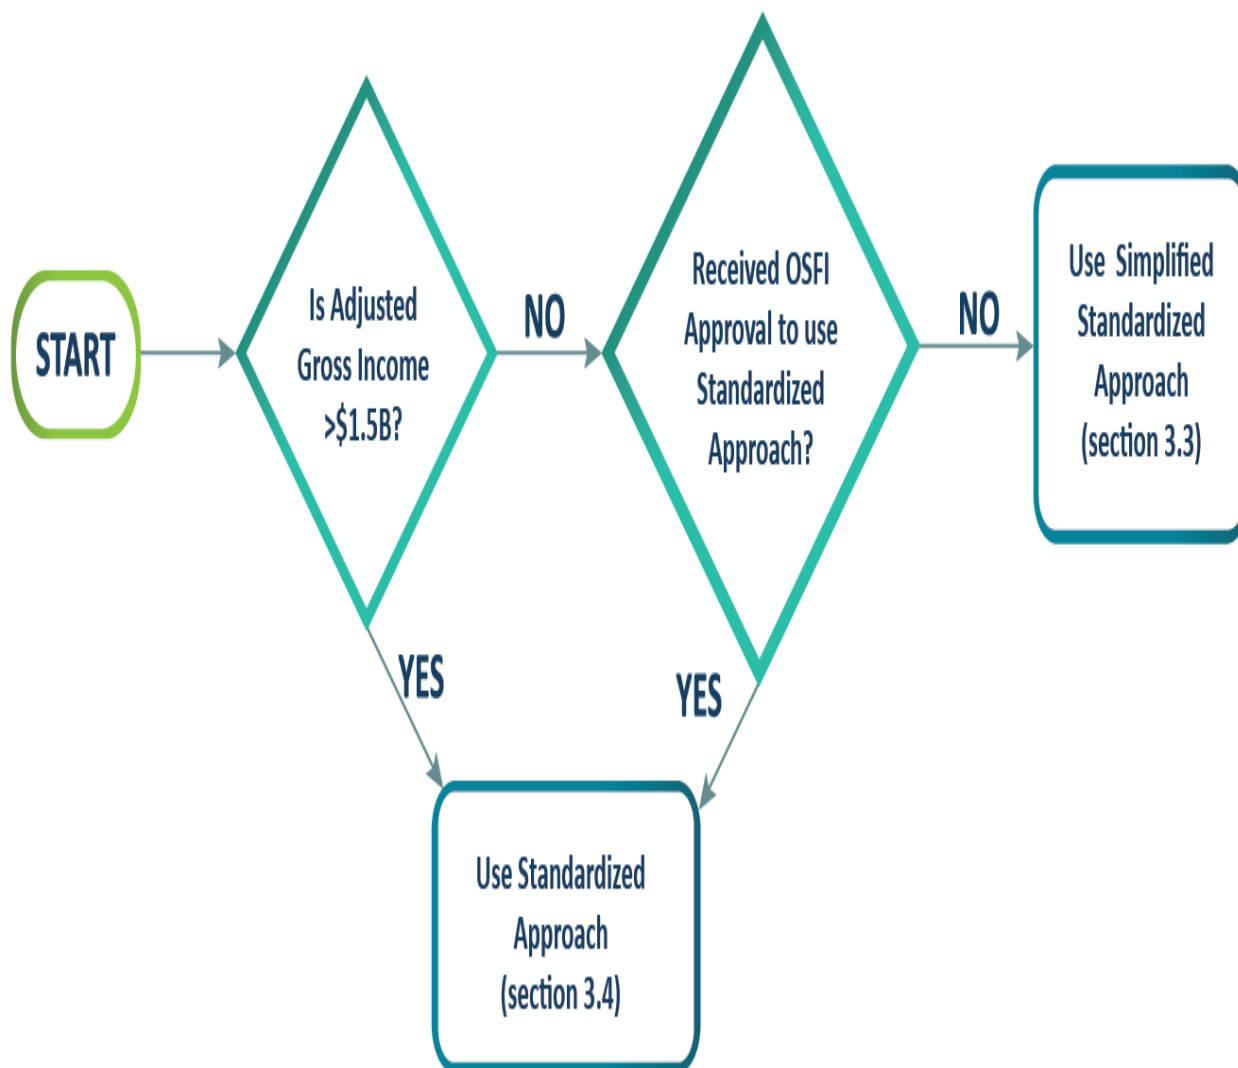 START
Is Adjusted
Gross Income
>$1.5B?
NO
YES
Received OSFI
Approval to use
Standardized
Approach?
NO
YES
Use Simplified
Standardized
Approach
(section 3.3)
Use Standardized
Approach
(section 3.4)